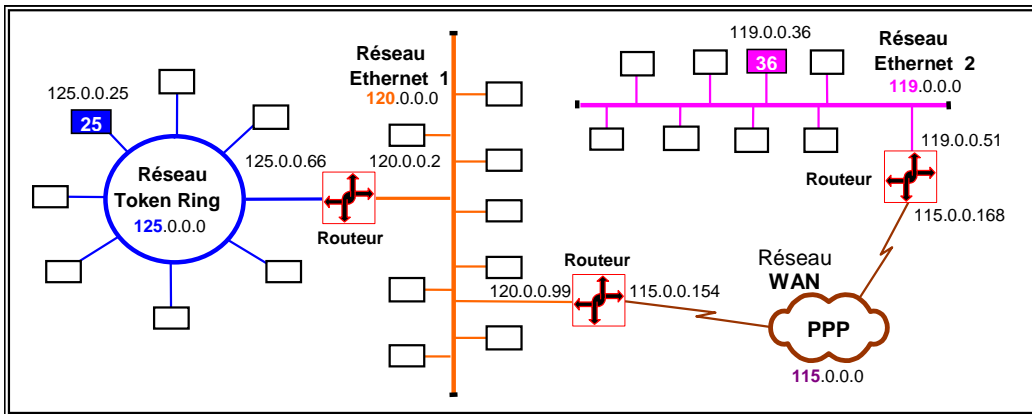 125.0.0.25
25
Réseau
Token Ring
125.0.0.0
125.0.0.66
Routeur
120.0.0.2
Réseau
Ethernet 1
120.0.0.0
120.0.0.99
Routeur
115.0.0.154
119.0.0.36
36
Réseau
Ethernet 2
119.0.0.0
119.0.0.51
Routeur
115.0.0.168
Réseau
WAN
PPP
115.0.0.0